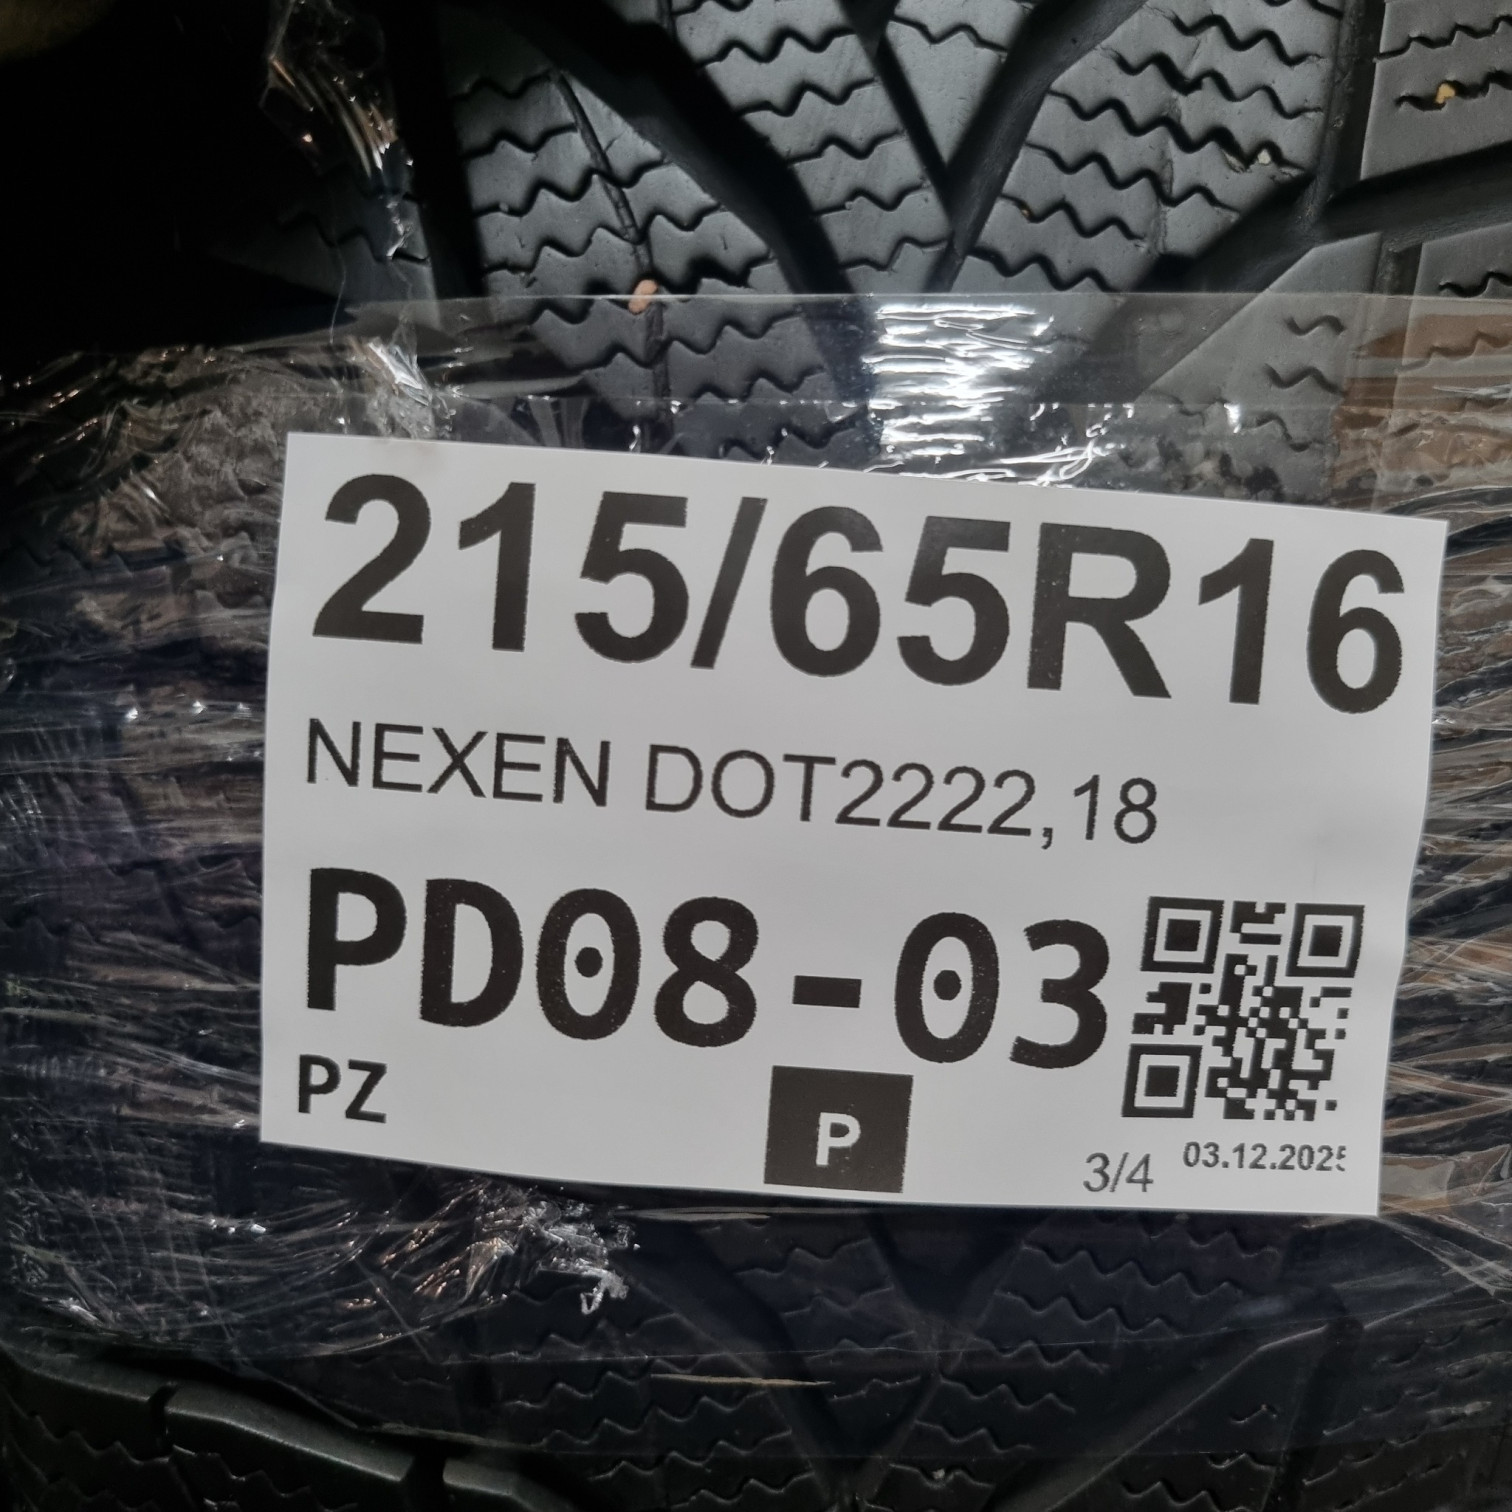 215/65R16
NEXEN DOT2222,18
PD08-03
PZ
P
3/4
03.12.2025